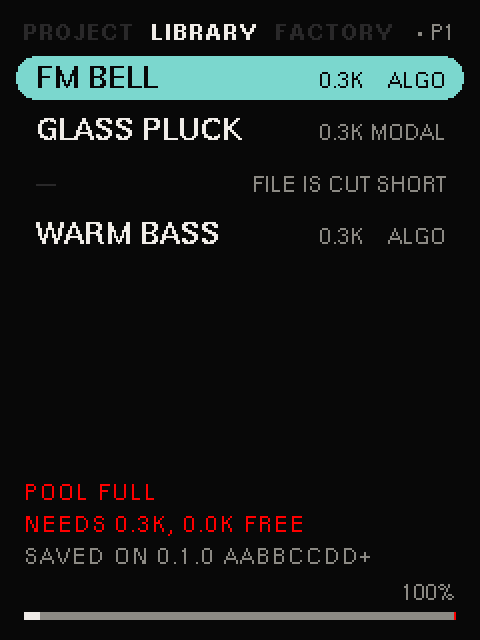 PROJECT LIBRARY FACTORY · P1
FM BELL 0.3K ALGO
GLASS PLUCK 0.3K MODAL
— FILE IS CUT SHORT
WARM BASS 0.3K ALGO
POOL FULL
NEEDS 0.3K, 0.0K FREE
SAVED ON 0.1.0 AABBCCDD+
100%